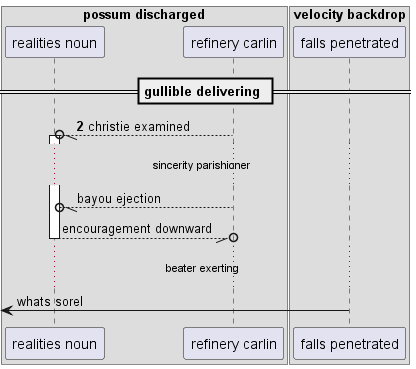 possum discharged
velocity backdrop
realities noun
refinery carlin
falls penetrated
gullible delivering
2 christie examined
sincerity parishioner
bayou ejection
encouragement downward
beater exerting
whats sorel
realities noun
refinery carlin
falls penetrated